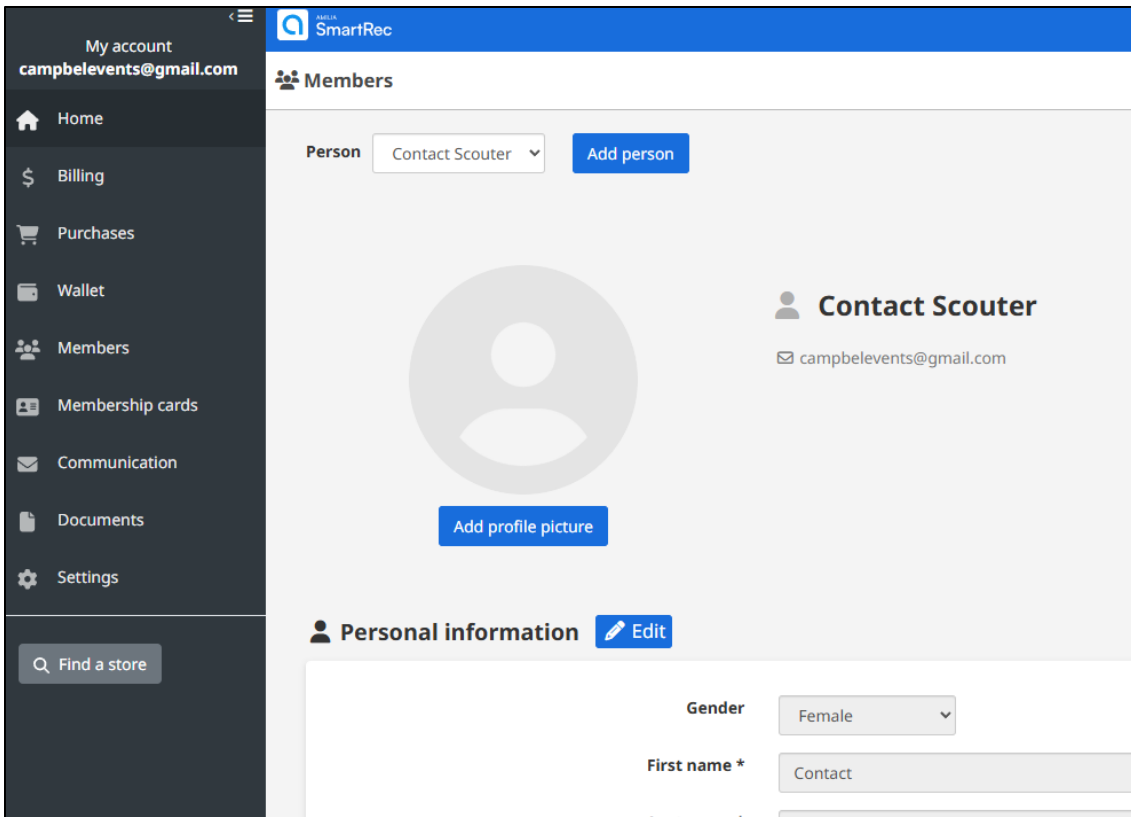 My account
campbelevents@gmail.com
Home
Billing
Purchases
Wallet
Members
Membership cards
Communication
Documents
Settings
Find a store
AMILIA
SmartRec
Members
Person Contact Scouter Add person
Contact Scouter
campbelevents@gmail.com
Add profile picture
Personal information Edit
Gender Female
First name * Contact